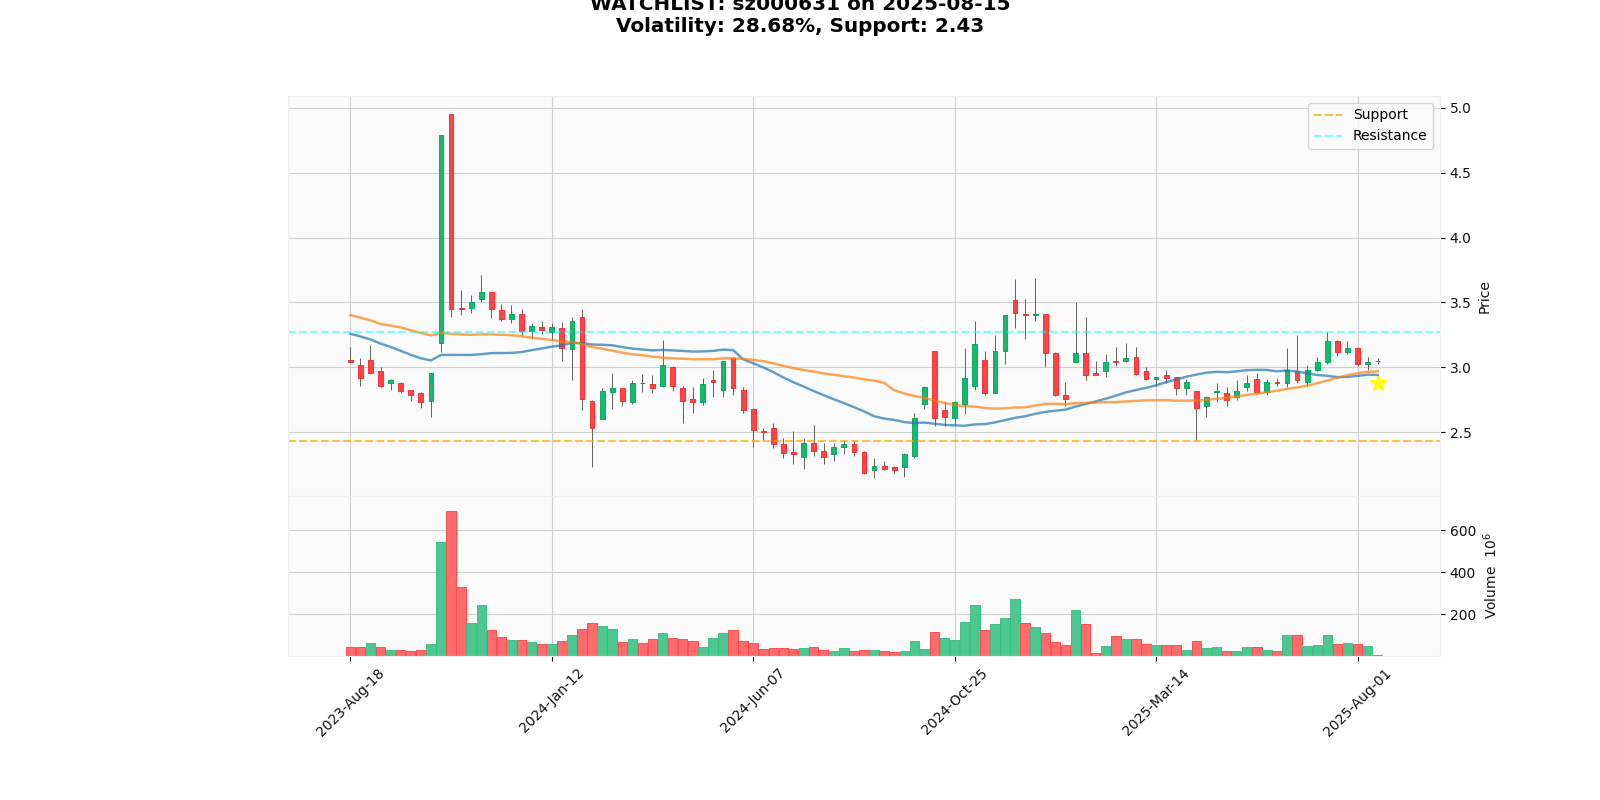 WATCHLIST: sz000631 on 2025-08-15
Volatility: 28.68%, Support: 2.43
Support
Resistance
5.0
4.5
4.0
3.5
3.0
2.5
Price
600
400
200
Volume 10⁶
2023-Aug-18
2024-Jan-12
2024-Jun-07
2024-Oct-25
2025-Mar-14
2025-Aug-01